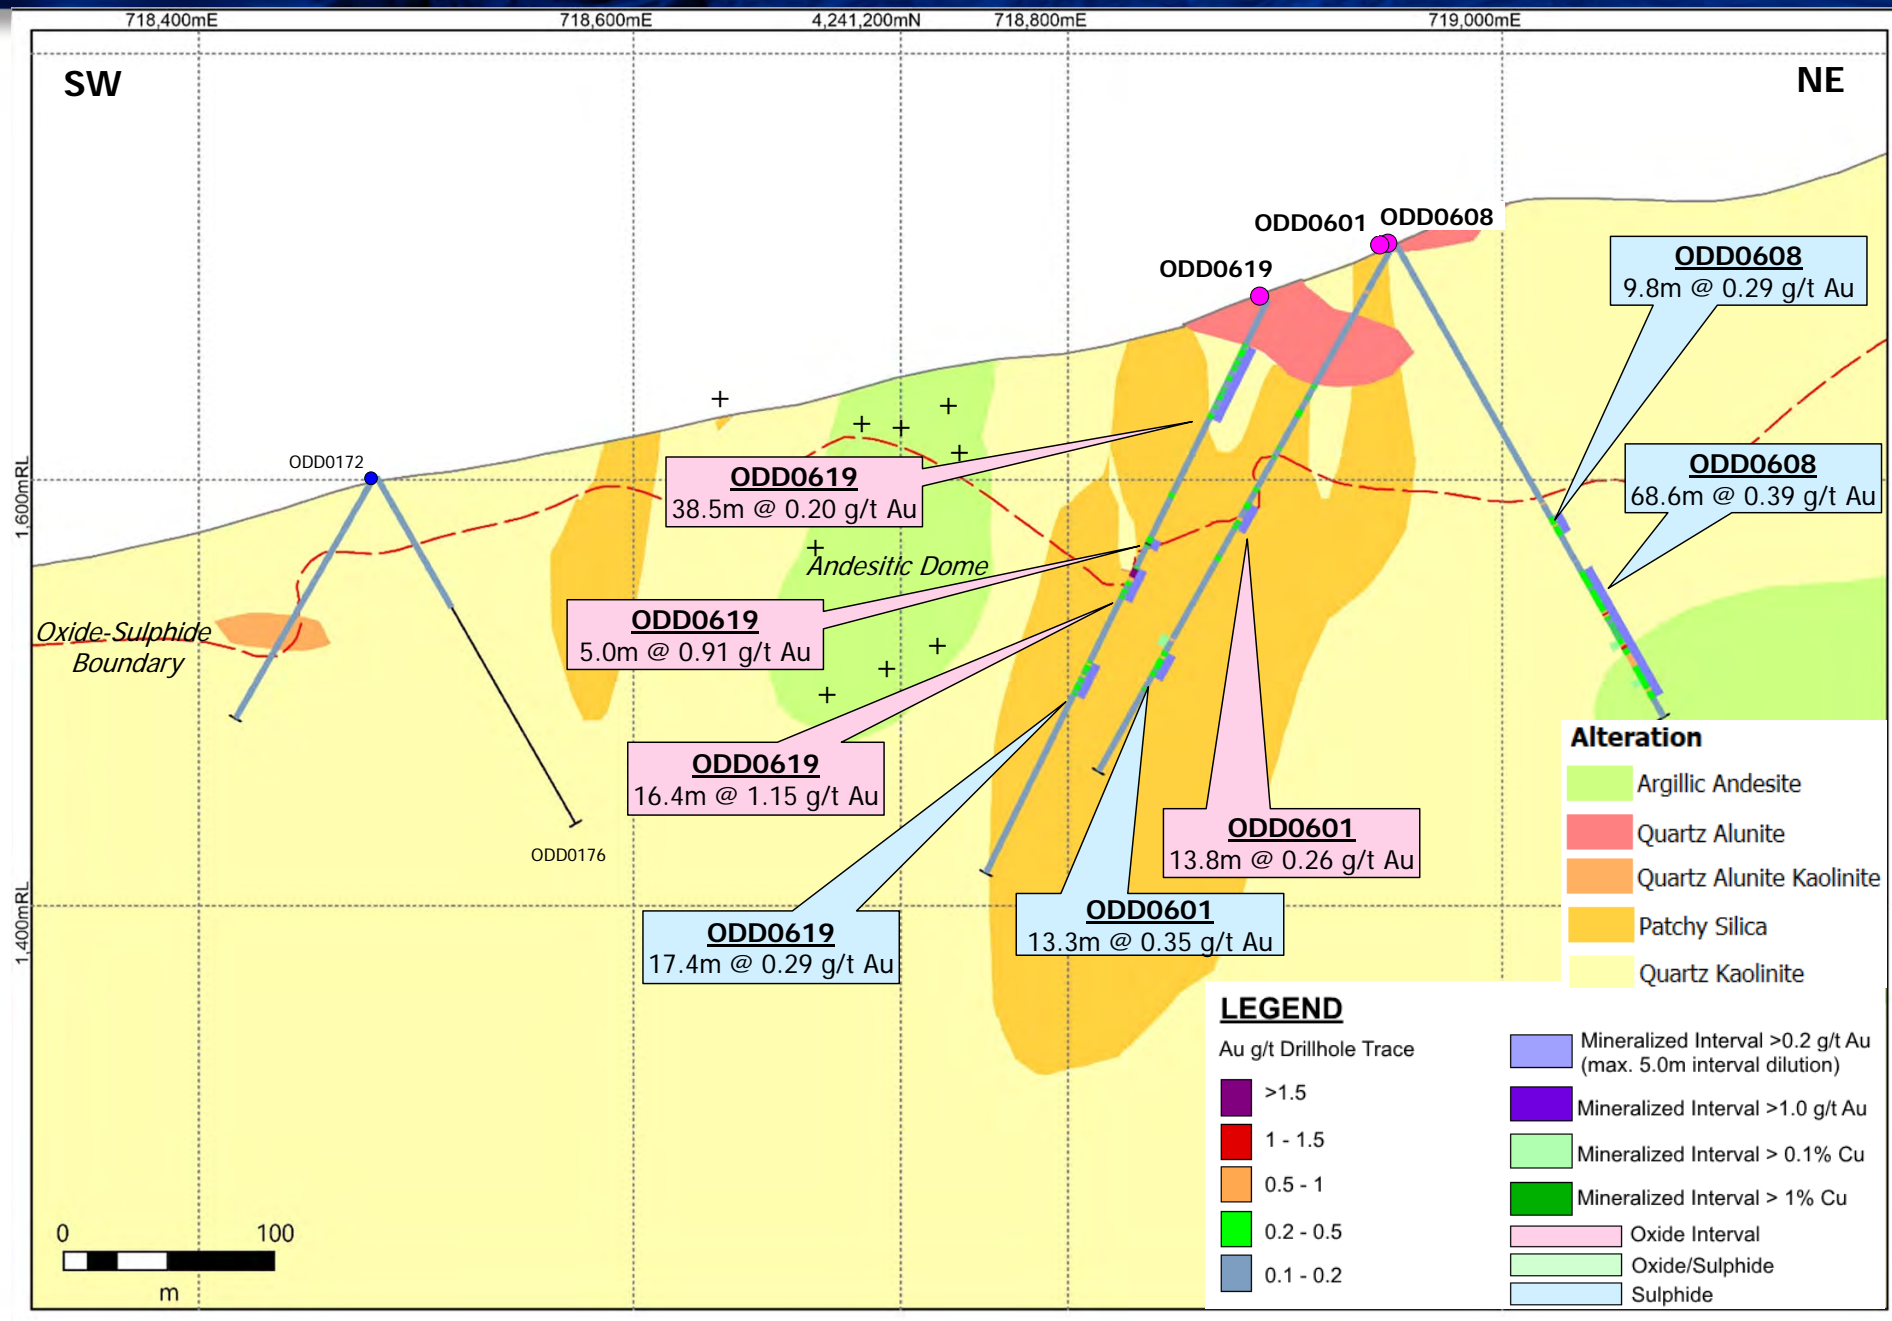 718,400mE
718,600mE
4,241,200mN
718,800mE
719,000mE
SW
NE
ODD0601
ODD0608
ODD0619
ODD0608
9.8m @ 0.29 g/t Au
ODD0172
ODD0608
68.6m @ 0.39 g/t Au
ODD0619
38.5m @ 0.20 g/t Au
1,600mRL
Andesitic Dome
ODD0619
5.0m @ 0.91 g/t Au
Oxide-Sulphide
Boundary
ODD0619
16.4m @ 1.15 g/t Au
ODD0601
13.8m @ 0.26 g/t Au
ODD0176
1,400mRL
ODD0619
17.4m @ 0.29 g/t Au
ODD0601
13.3m @ 0.35 g/t Au
Alteration
Argillic Andesite
Quartz Alunite
Quartz Alunite Kaolinite
Patchy Silica
Quartz Kaolinite
LEGEND
Au g/t Drillhole Trace
>1.5
1 - 1.5
0.5 - 1
0.2 - 0.5
0.1 - 0.2
Mineralized Interval >0.2 g/t Au
(max. 5.0m interval dilution)
Mineralized Interval >1.0 g/t Au
Mineralized Interval > 0.1% Cu
Mineralized Interval > 1% Cu
Oxide Interval
Oxide/Sulphide
Sulphide
0 100
m